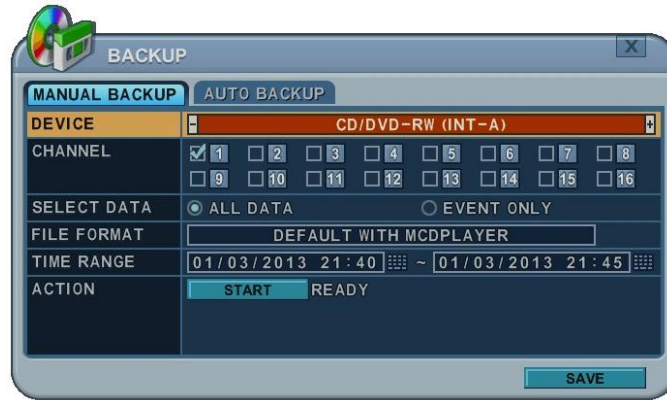 BACKUP X
MANUAL BACKUP AUTO BACKUP
DEVICE - CD/DVD-RW (INT-A) +
CHANNEL 1 2 3 4 5 6 7 8
9 10 11 12 13 14 15 16
SELECT DATA ALL DATA EVENT ONLY
FILE FORMAT DEFAULT WITH MCDPLAYER
TIME RANGE 01/03/2013 21:40 ~ 01/03/2013 21:45
ACTION START READY
SAVE